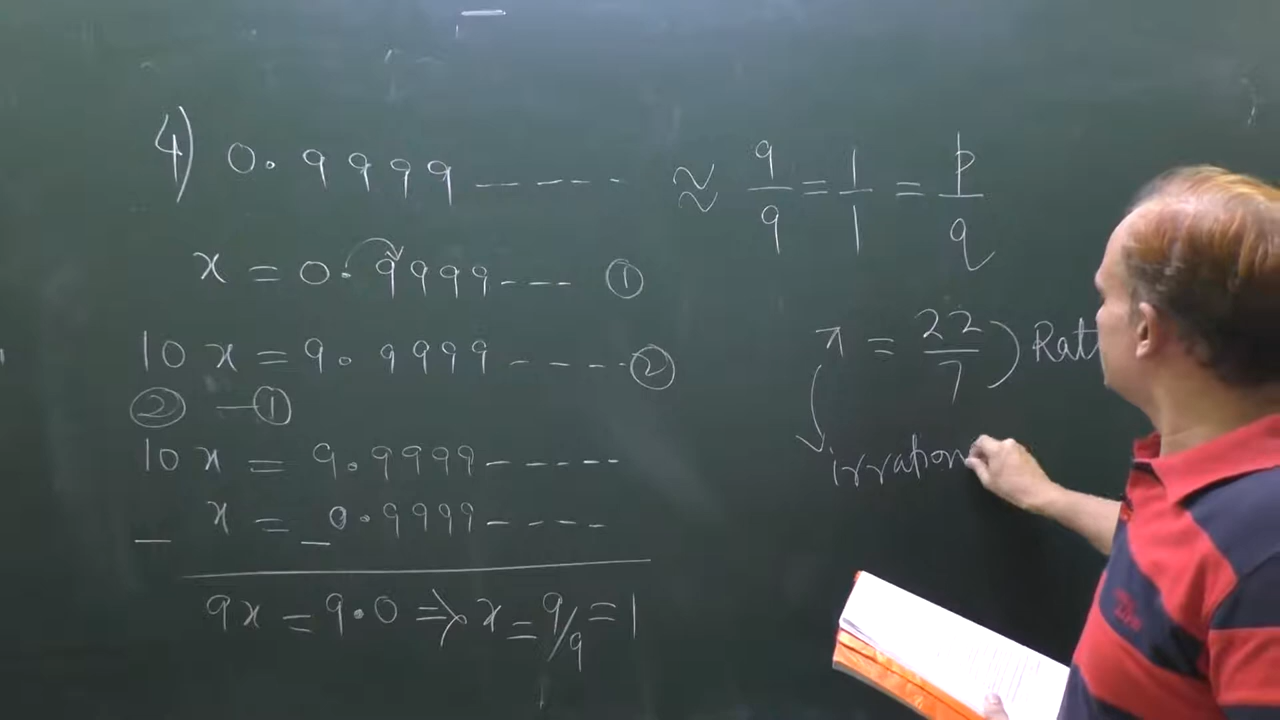 4) 0.9999 ----
x = 0.9999---- ①
10x = 9.9999 ----②
② - ①
10x = 9.9999-----
x = 0.9999----
9x = 9.0 ⇒ x = 9/9 = 1
≈ 9/9 = 1/1 = p/q
π = 22/7 ) Rat
irration